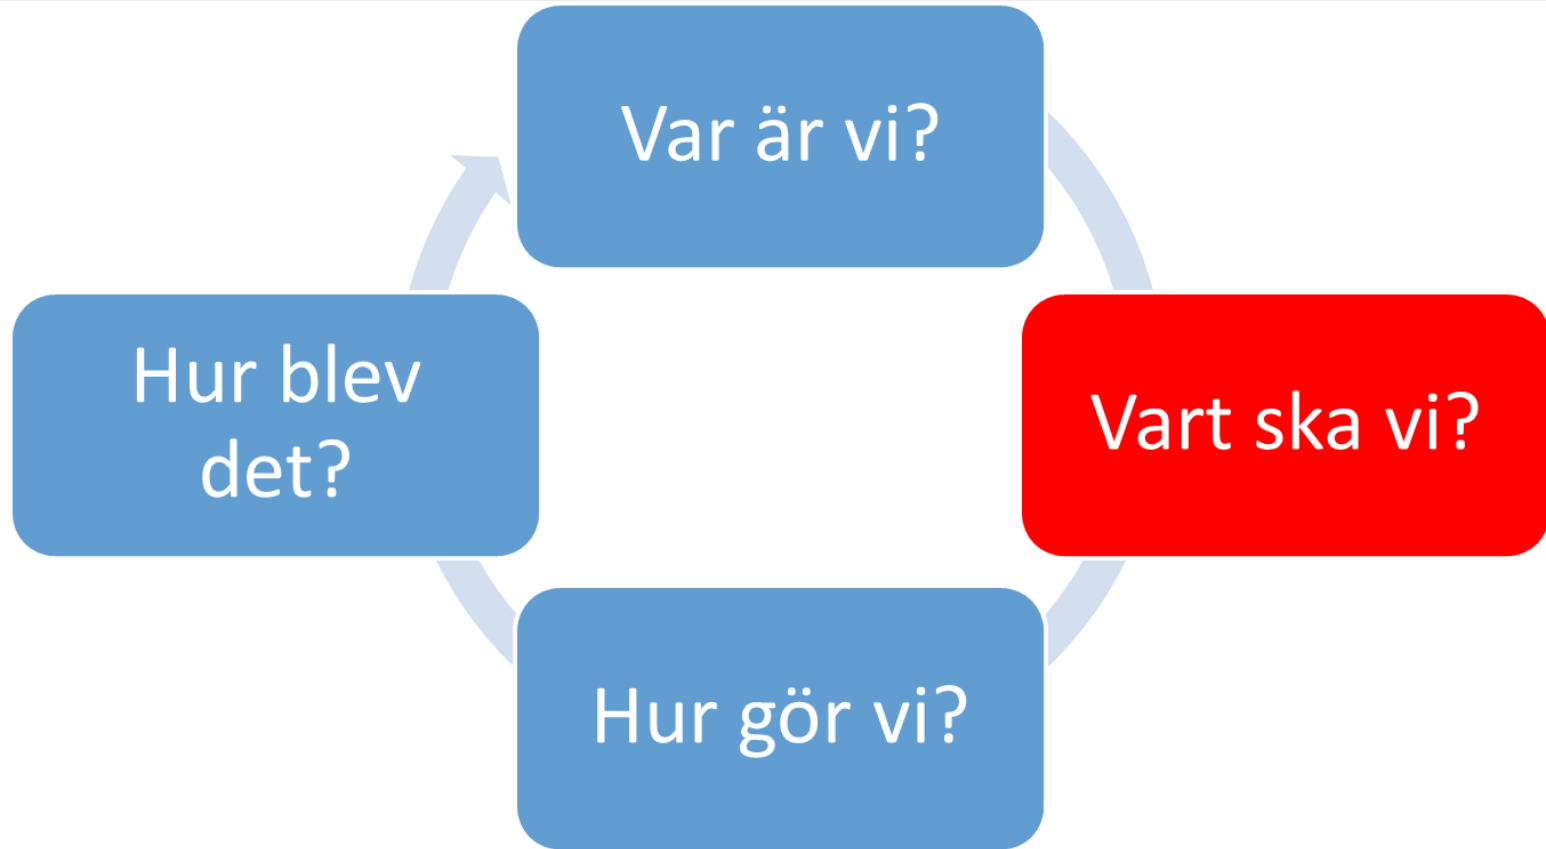 Var är vi?
Vart ska vi?
Hur gör vi?
Hur blev
det?